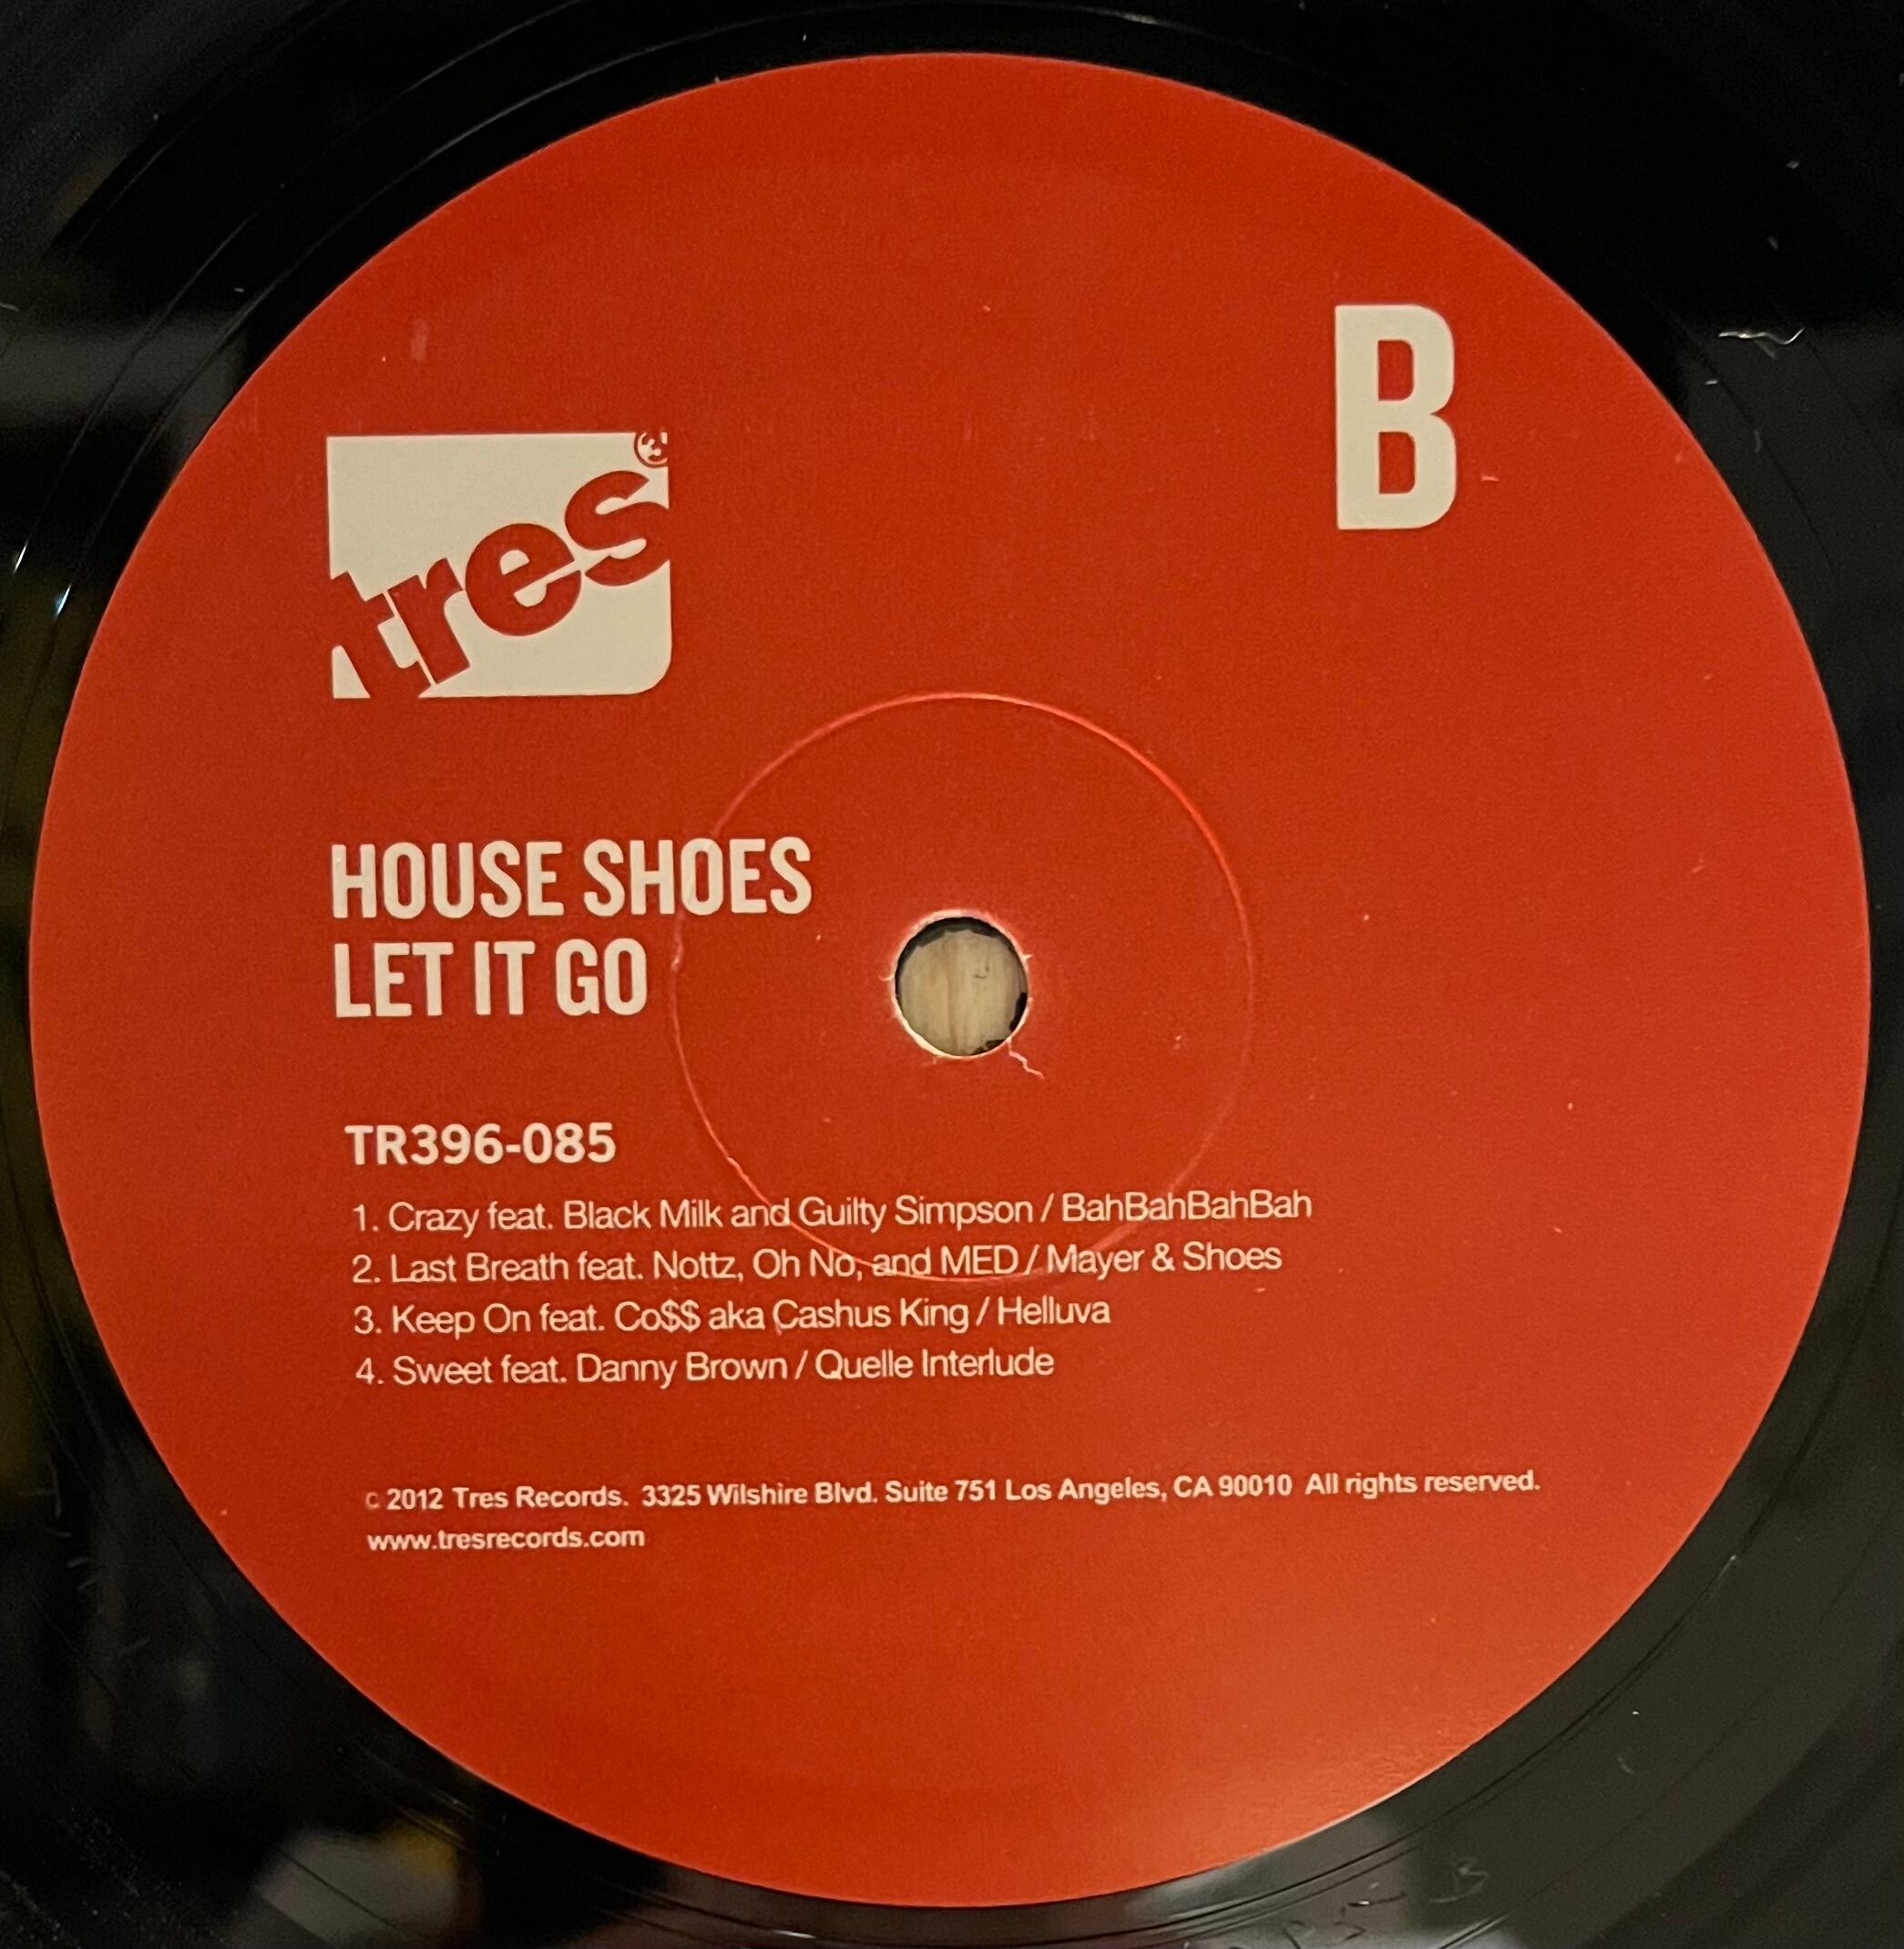 B
tres
HOUSE SHOES
LET IT GO
TR396-085
1. Crazy feat. Black Milk and Guilty Simpson / BahBahBahBah
2. Last Breath feat. Nottz, Oh No, and MED / Mayer & Shoes
3. Keep On feat. Co$$ aka Cashus King / Helluva
4. Sweet feat. Danny Brown / Quelle Interlude
c 2012 Tres Records. 3325 Wilshire Blvd. Suite 751 Los Angeles, CA 90010 All rights reserved.
www.tresrecords.com